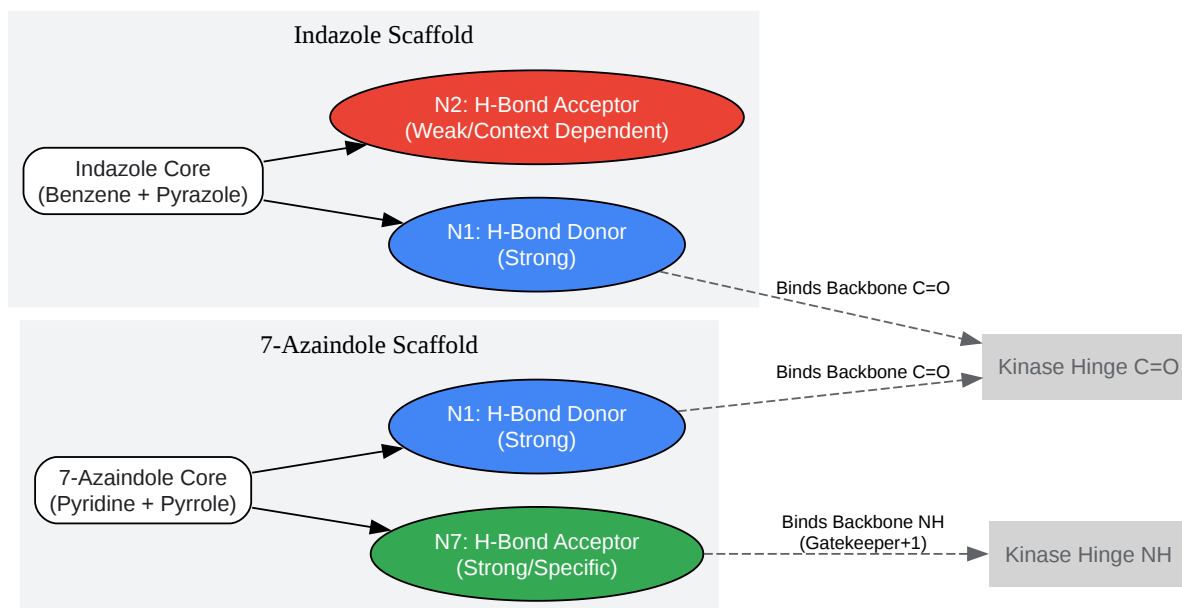 Indazole Scaffold
N2: H-Bond Acceptor
(Weak/Context Dependent)
Indazole Core
(Benzene + Pyrazole)
N1: H-Bond Donor
(Strong)
Binds Backbone C=O
7-Azaindole Scaffold
Kinase Hinge C=O
Binds Backbone C=O
N1: H-Bond Donor
(Strong)
7-Azaindole Core
(Pyridine + Pyrrole)
N7: H-Bond Acceptor
(Strong/Specific)
Binds Backbone NH
(Gatekeeper+1)
Kinase Hinge NH